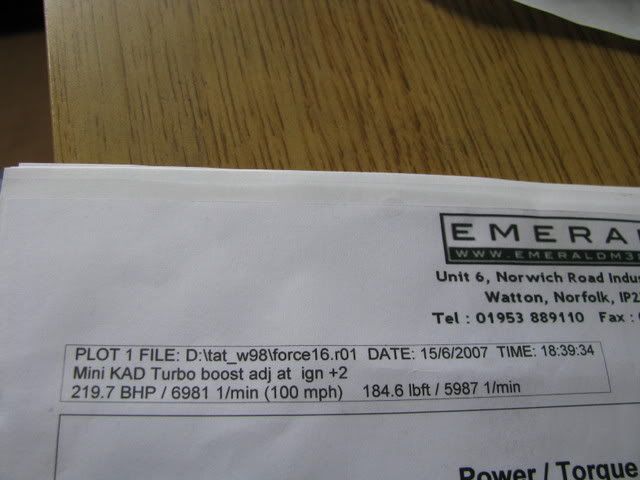 EMERAL
WWW.EMERALDM3D
Unit 6, Norwich Road Indus
Watton, Norfolk, IP2
Tel : 01953 889110 Fax :
PLOT 1 FILE: D:\tat_w98\force16.r01 DATE: 15/6/2007 TIME: 18:39:34
Mini KAD Turbo boost adj at ign +2
219.7 BHP / 6981 1/min (100 mph) 184.6 lbft / 5987 1/min
Power / Torque